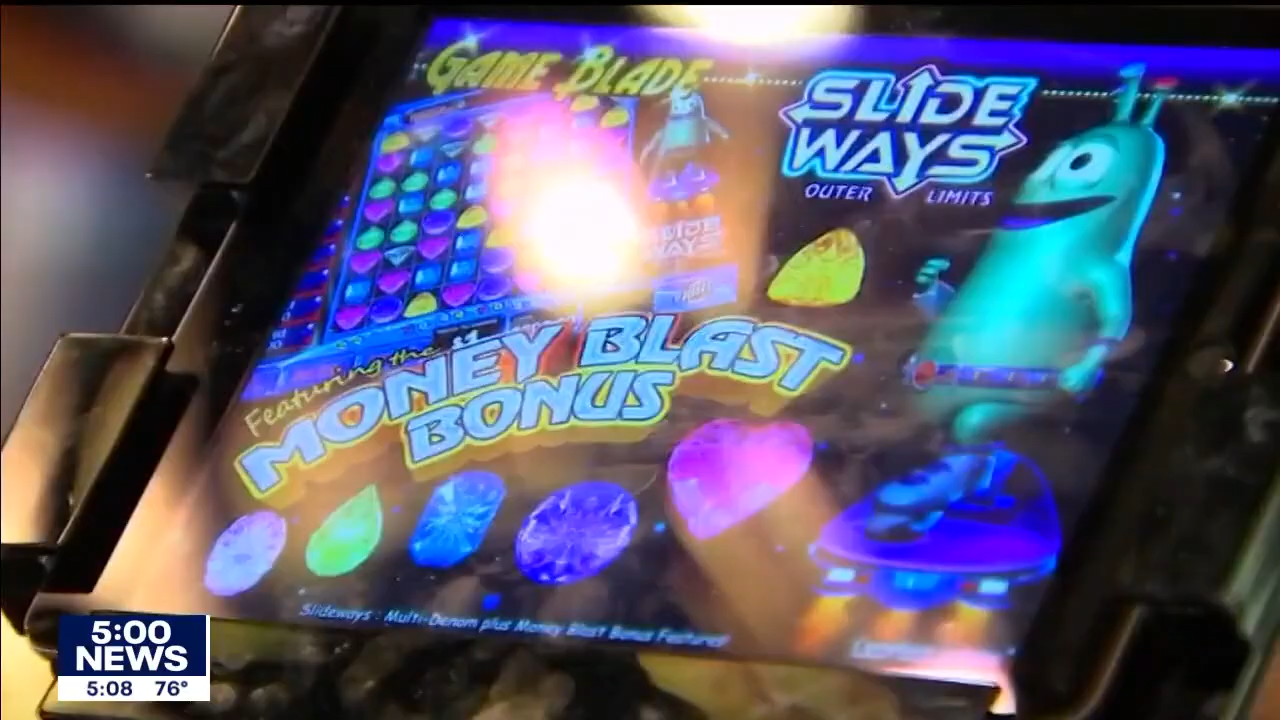 GAME BLADE
SLIDE
WAYS
OUTER LIMITS
SLIDE
WAYS
Featuring the
MONEY BLAST
BONUS
Slideways : Multi-Denom plus Money Blast Bonus Featured
5:00
NEWS
5:08 76°